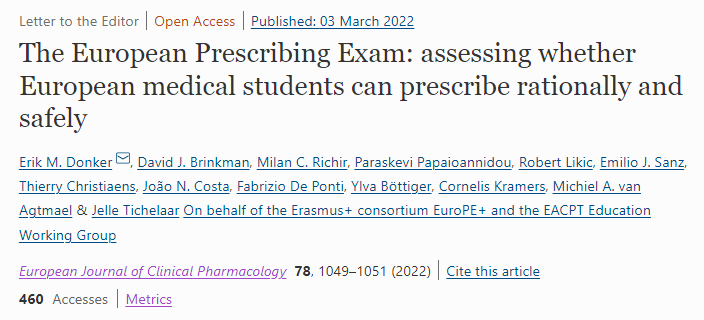 Letter to the Editor | Open Access | Published: 03 March 2022
The European Prescribing Exam: assessing whether
European medical students can prescribe rationally and
safely
Erik M. Donker, David J. Brinkman, Milan C. Richir, Paraskevi Papaioannidou, Robert Likic, Emilio J. Sanz,
Thierry Christiaens, João N. Costa, Fabrizio De Ponti, Ylva Böttiger, Cornelis Kramers, Michiel A. van
Agtmael & Jelle Tichelaar On behalf of the Erasmus+ consortium EuroPE+ and the EACPT Education
Working Group
European Journal of Clinical Pharmacology 78, 1049–1051 (2022) | Cite this article
460 Accesses | Metrics